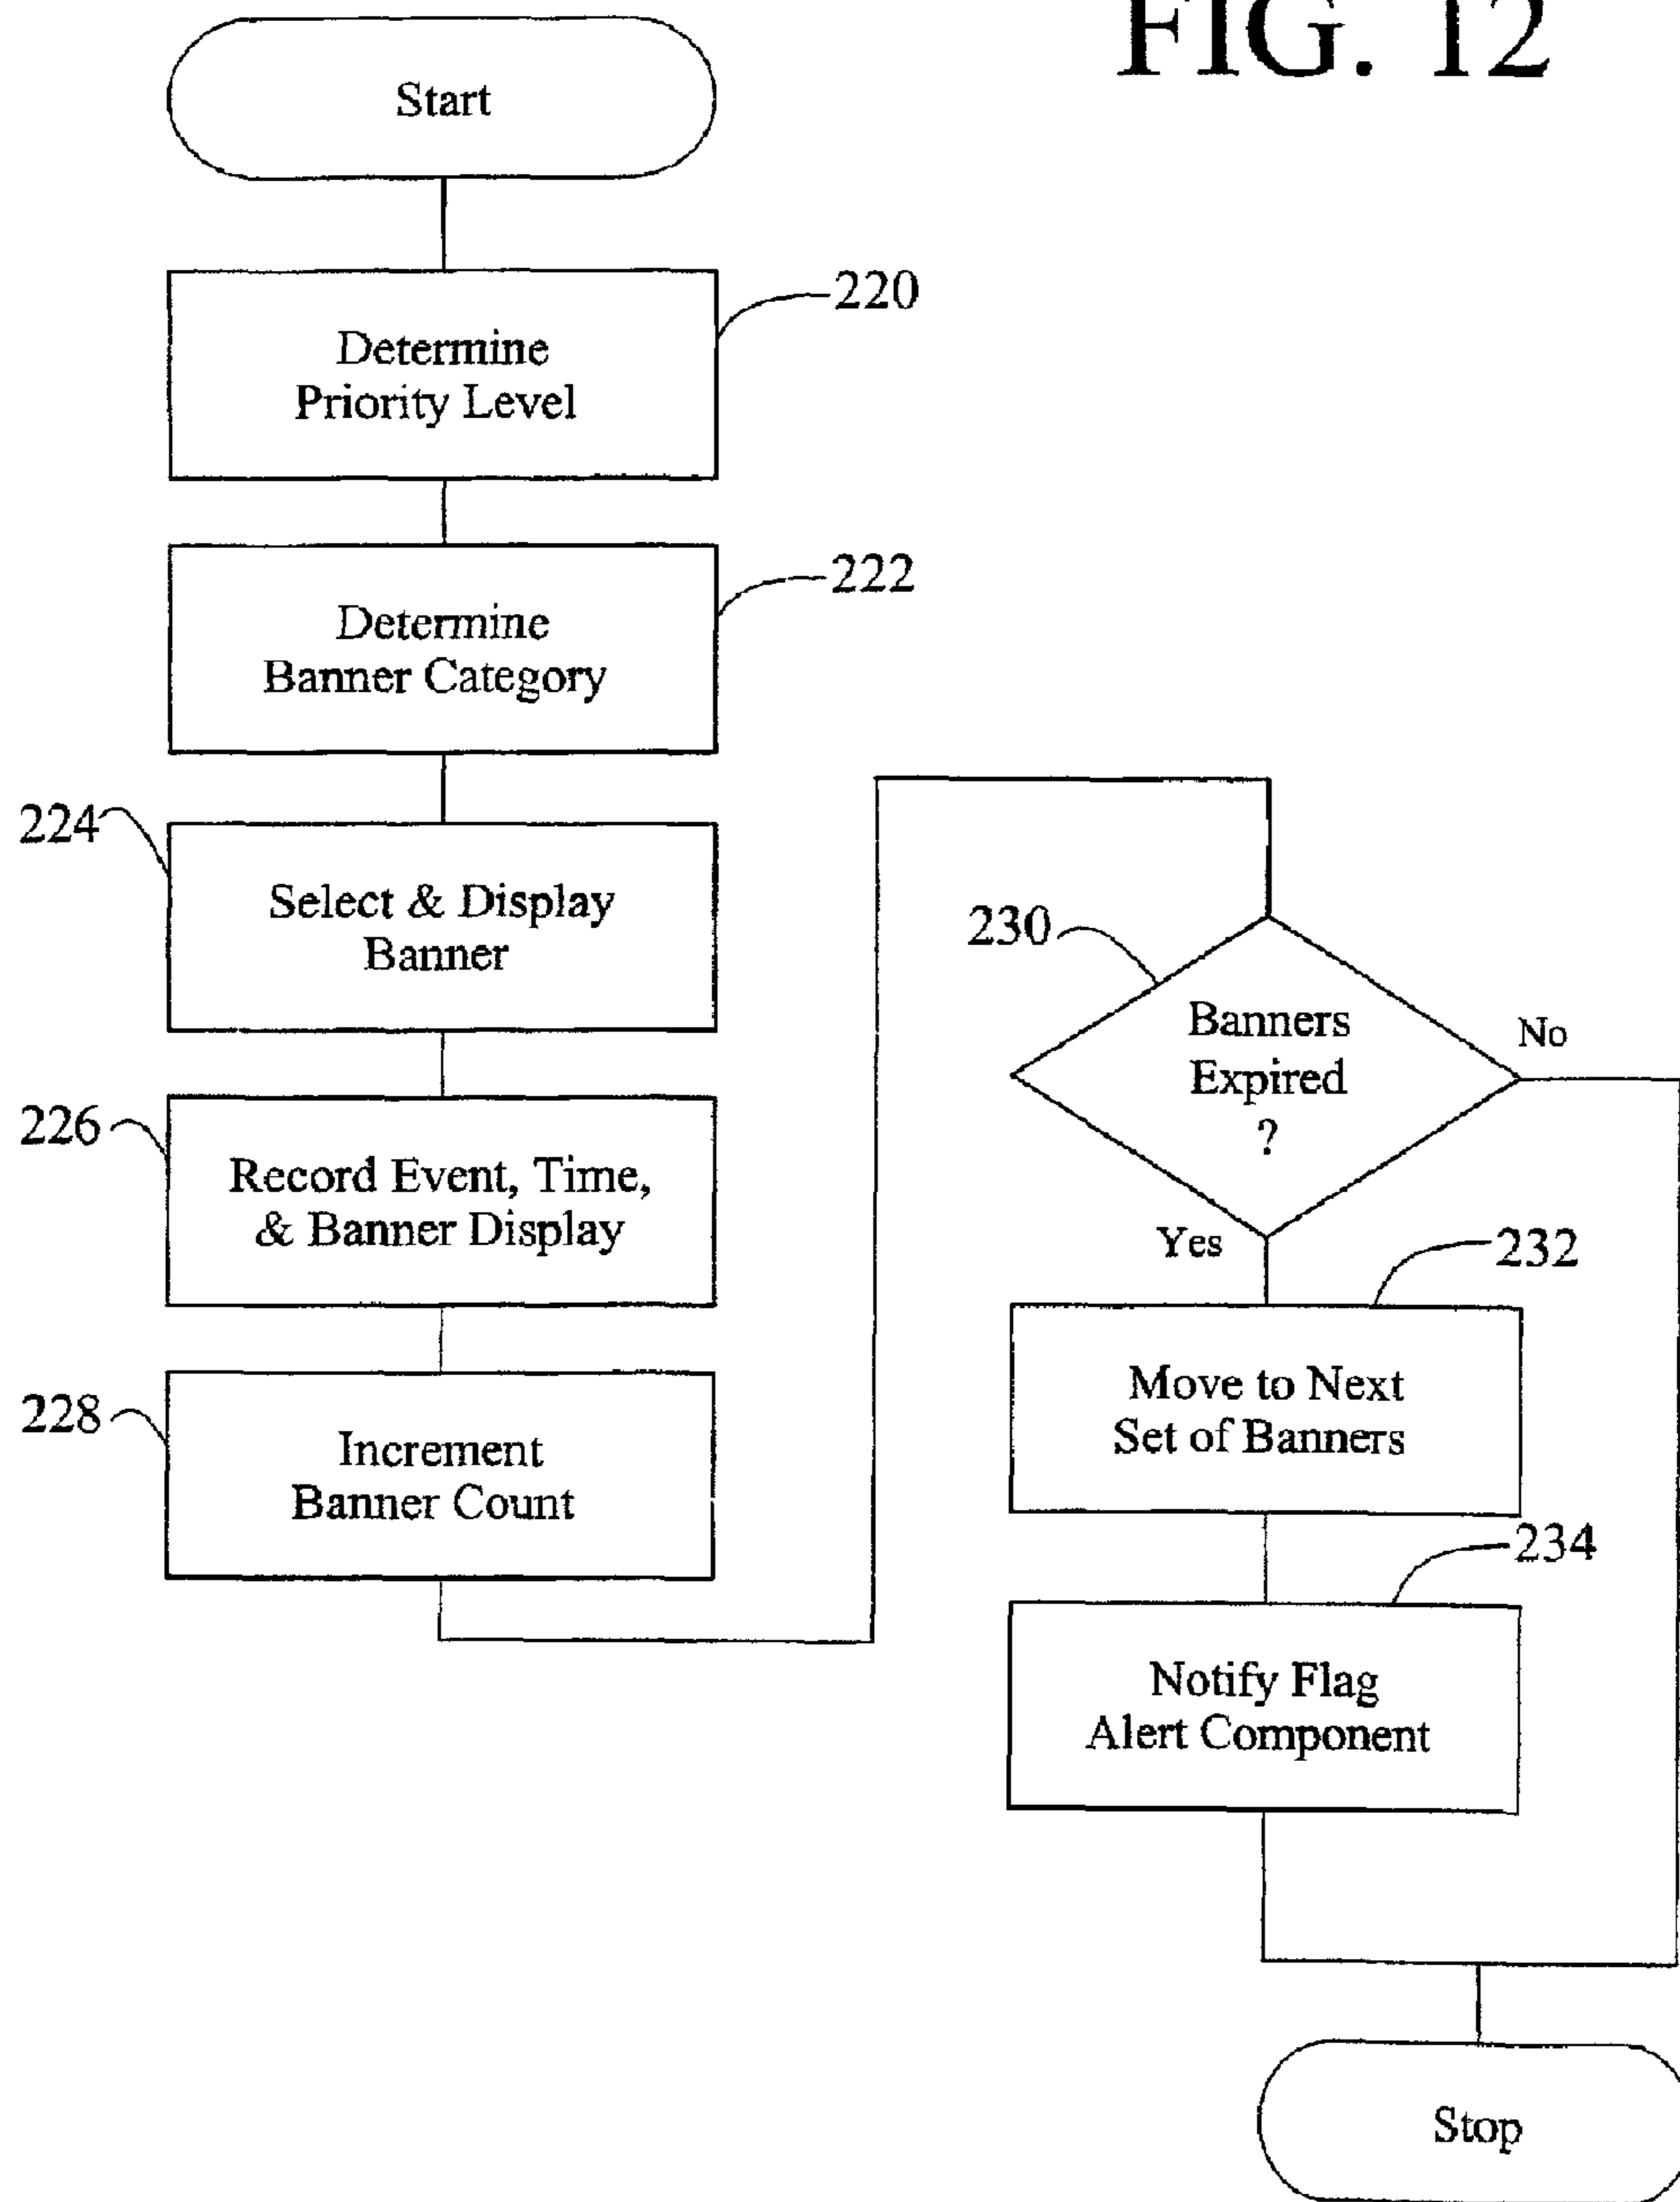 FIG. 12
Start
220
Determine
Priority Level
222
Determine
Banner Category
224
Select & Display
Banner
226
Record Event, Time,
& Banner Display
228
Increment
Banner Count
230
Banners
Expired
?
No
Yes
232
Move to Next
Set of Banners
234
Notify Flag
Alert Component
Stop